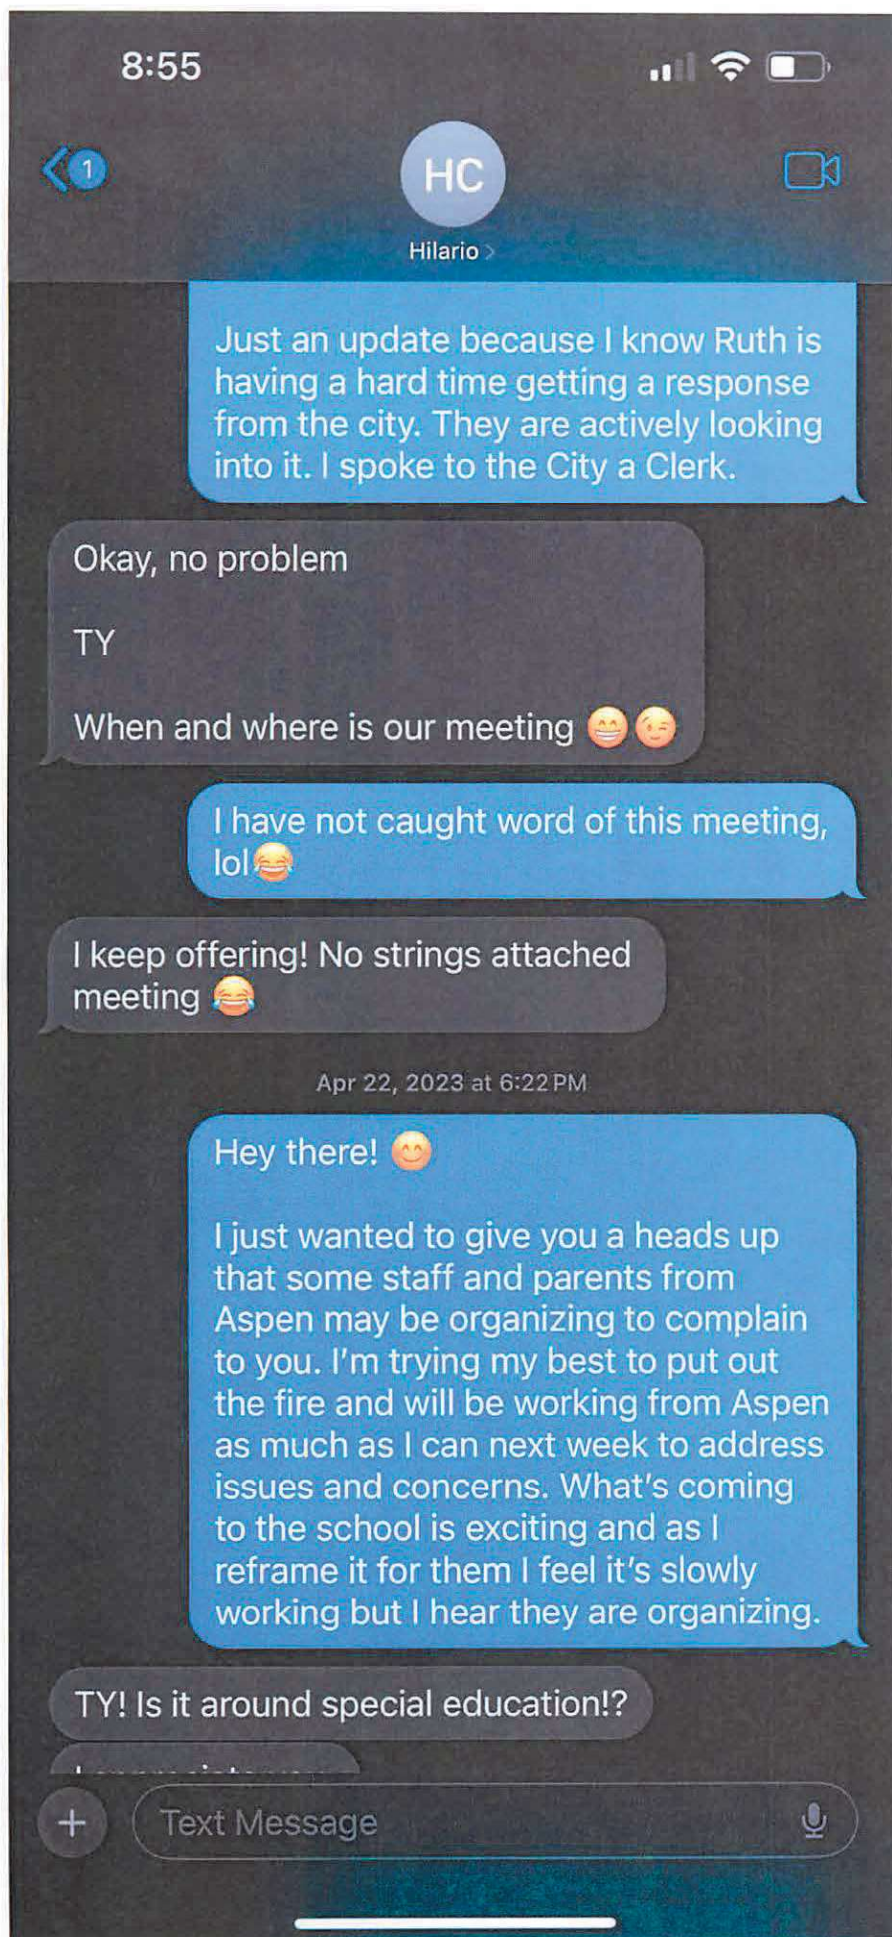 8:55
1
HC
Hilario >
Just an update because I know Ruth is
having a hard time getting a response
from the city. They are actively looking
into it. I spoke to the City a Clerk.
Okay, no problem
TY
When and where is our meeting 😁😉
I have not caught word of this meeting,
lol😂
I keep offering! No strings attached
meeting 😂
Apr 22, 2023 at 6:22 PM
Hey there! 😊
I just wanted to give you a heads up
that some staff and parents from
Aspen may be organizing to complain
to you. I'm trying my best to put out
the fire and will be working from Aspen
as much as I can next week to address
issues and concerns. What's coming
to the school is exciting and as I
reframe it for them I feel it's slowly
working but I hear they are organizing.
TY! Is it around special education!?
Text Message